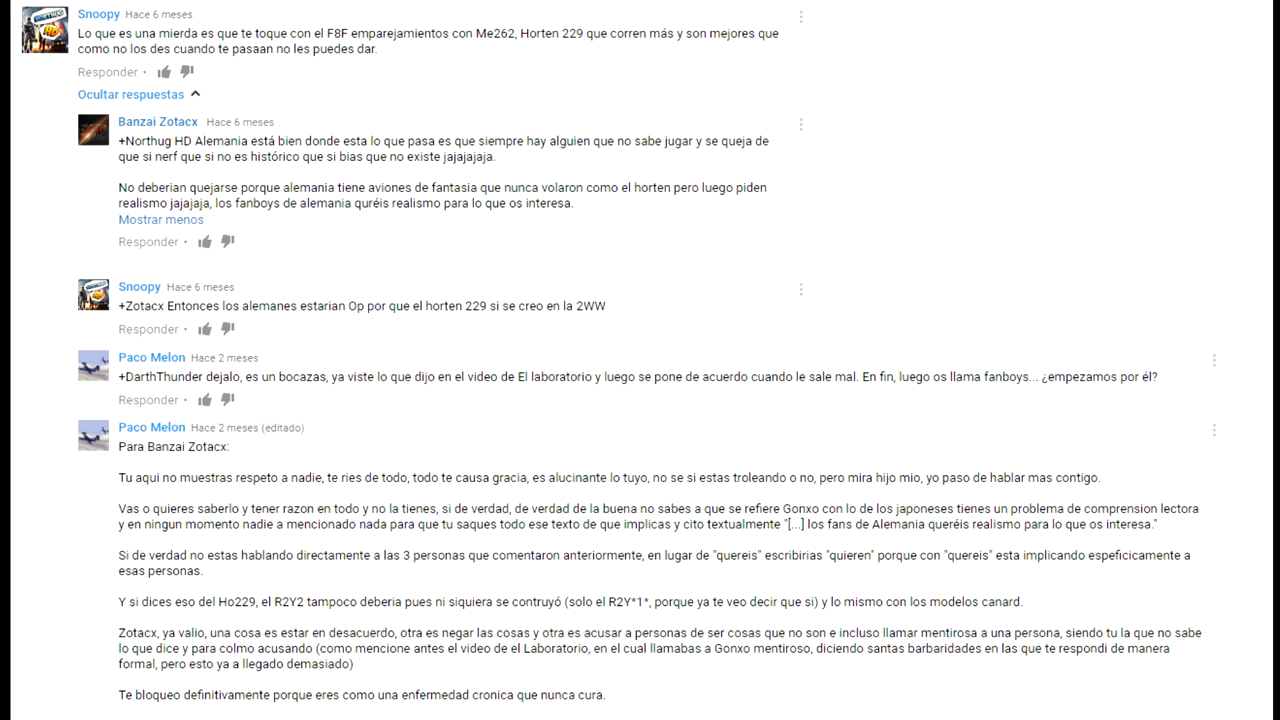 Snoopy Hace 6 meses
Lo que es una mierda es que te toque con el F8F emparejamientos con Me262, Horten 229 que corren más y son mejores que
como no los des cuando te pasaan no les puedes dar.
Responder •
Ocultar respuestas
Banzai Zotacx Hace 6 meses
+Northug HD Alemania está bien donde esta lo que pasa es que siempre hay alguien que no sabe jugar y se queja de
que si nerf que si no es histórico que si bias que no existe jajajajaja.
No deberian quejarse porque alemania tiene aviones de fantasia que nunca volaron como el horten pero luego piden
realismo jajajaja, los fanboys de alemania quréis realismo para lo que os interesa.
Mostrar menos
Responder •
Snoopy Hace 6 meses
+Zotacx Entonces los alemanes estarian Op por que el horten 229 si se creo en la 2WW
Responder •
Paco Melon Hace 2 meses
+DarthThunder dejalo, es un bocazas, ya viste lo que dijo en el video de El laboratorio y luego se pone de acuerdo cuando le sale mal. En fin, luego os llama fanboys... ¿empezamos por él?
Responder •
Paco Melon Hace 2 meses (editado)
Para Banzai Zotacx:
Tu aqui no muestras respeto a nadie, te ries de todo, todo te causa gracia, es alucinante lo tuyo, no se si estas troleando o no, pero mira hijo mio, yo paso de hablar mas contigo.
Vas o quieres saberlo y tener razon en todo y no la tienes, si de verdad, de verdad de la buena no sabes a que se refiere Gonxo con lo de los japoneses tienes un problema de comprension lectora
y en ningun momento nadie a mencionado nada para que tu saques todo ese texto de que implicas y cito textualmente "[...] los fans de Alemania queréis realismo para lo que os interesa."
Si de verdad no estas hablando directamente a las 3 personas que comentaron anteriormente, en lugar de "quereis" escribirias "quieren" porque con "quereis" esta implicando espeficicamente a
esas personas.
Y si dices eso del Ho229, el R2Y2 tampoco deberia pues ni siquiera se contruyó (solo el R2Y*1*, porque ya te veo decir que si) y lo mismo con los modelos canard.
Zotacx, ya valio, una cosa es estar en desacuerdo, otra es negar las cosas y otra es acusar a personas de ser cosas que no son e incluso llamar mentirosa a una persona, siendo tu la que no sabe
lo que dice y para colmo acusando (como mencione antes el video de el Laboratorio, en el cual llamabas a Gonxo mentiroso, diciendo santas barbaridades en las que te respondi de manera
formal, pero esto ya a llegado demasiado)
Te bloqueo definitivamente porque eres como una enfermedad cronica que nunca cura.